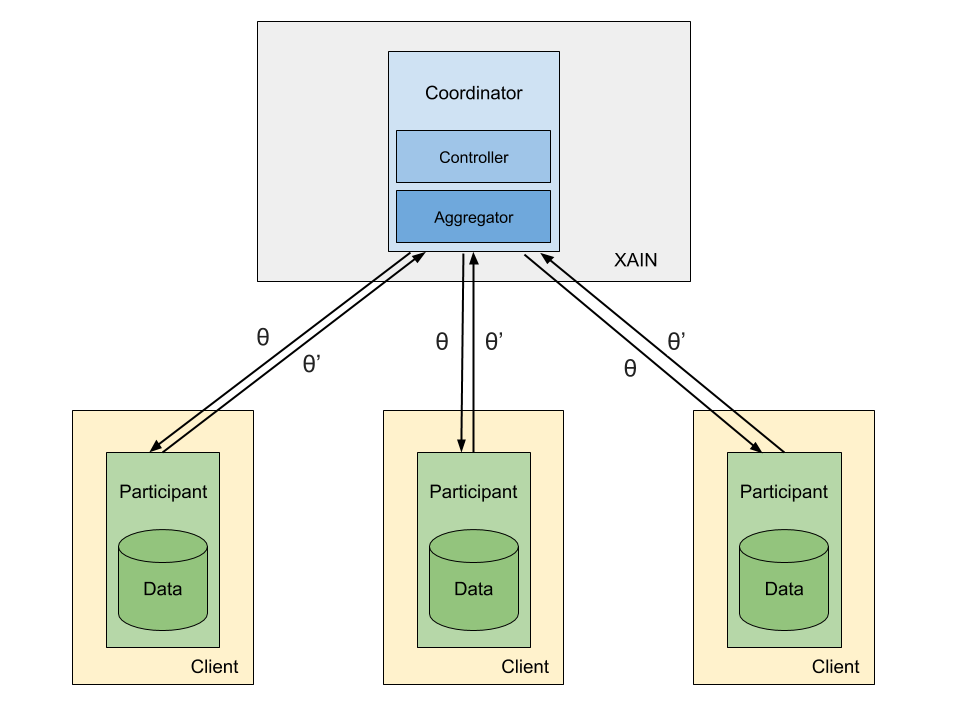 Coordinator
Controller
Aggregator
XAIN
θ
θ’
θ
θ’
θ’
θ
Participant
Data
Client
Participant
Data
Client
Participant
Data
Client